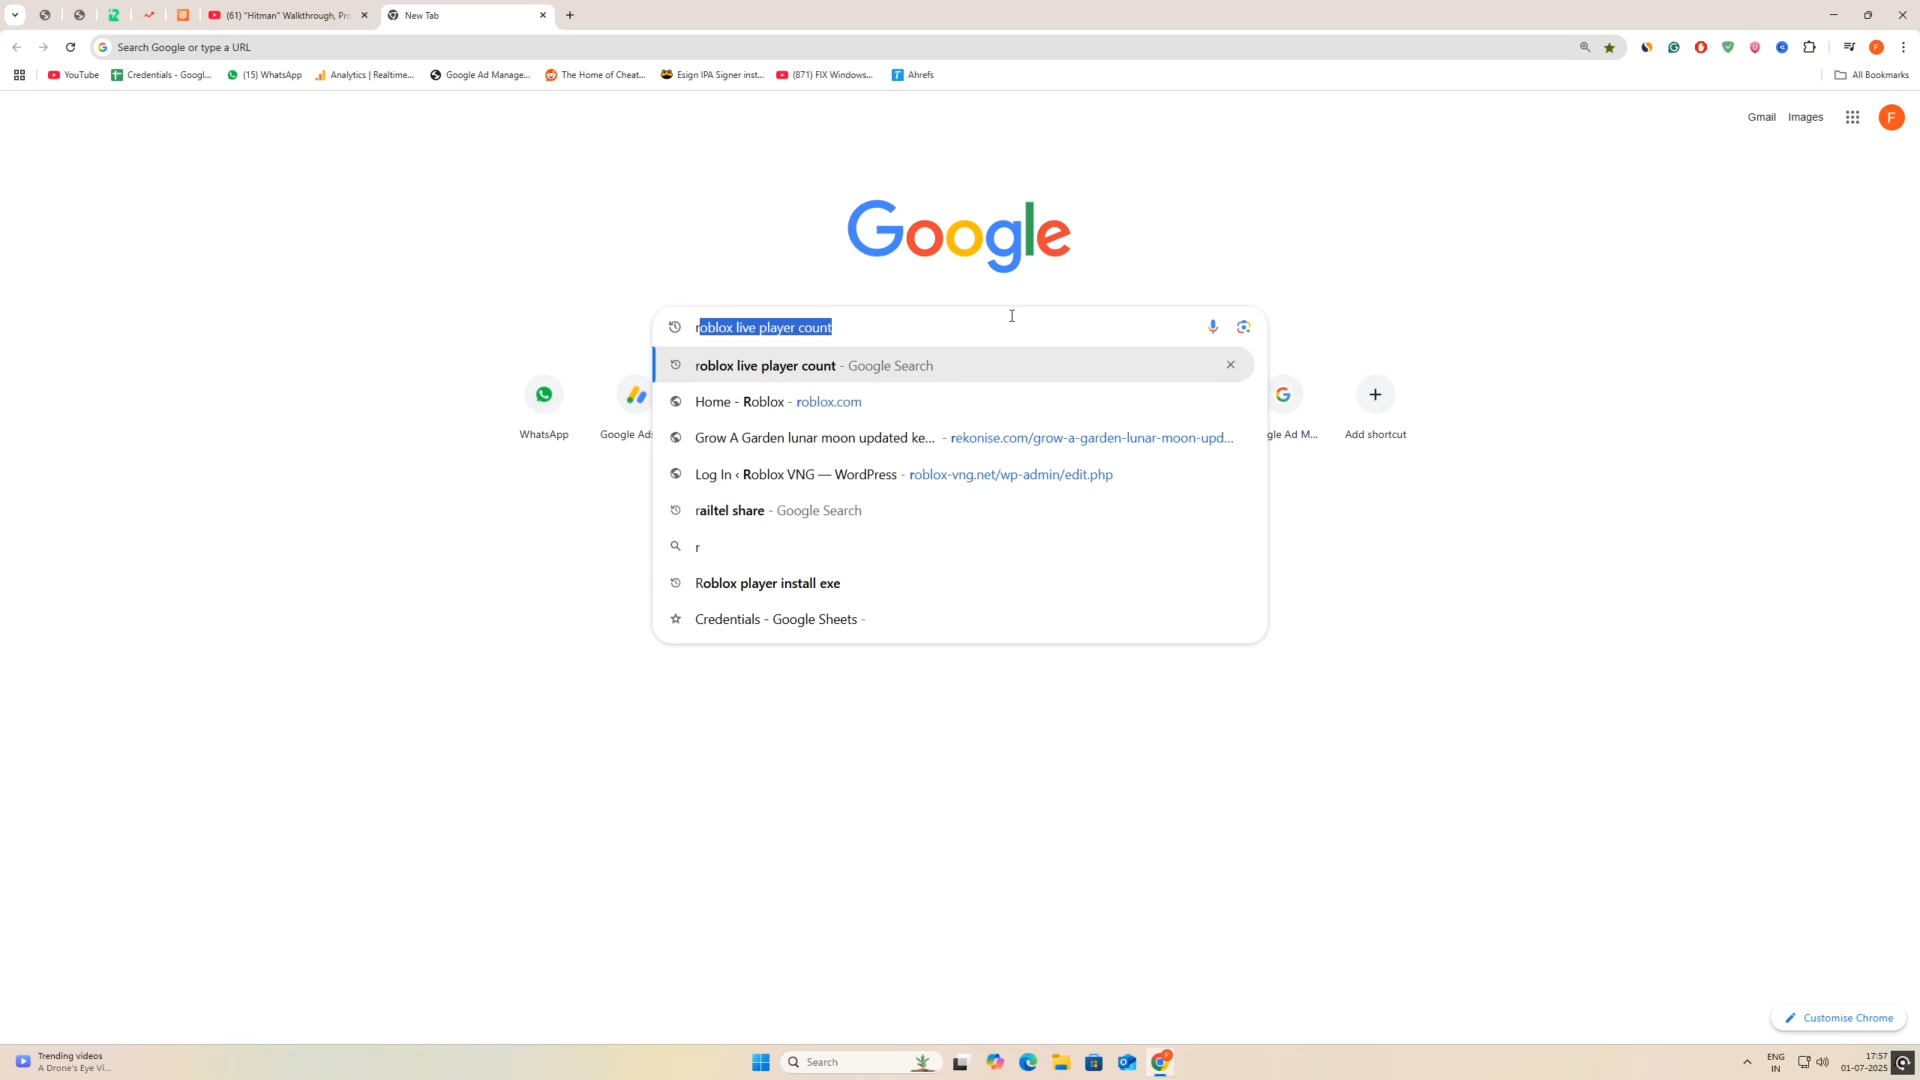 (61) "Hitman" Walkthrough, Pro
New Tab
Search Google or type a URL
YouTube
Credentials - Googl...
(15) WhatsApp
Analytics | Realtime...
Google Ad Manage...
The Home of Cheat...
Esign IPA Signer inst...
(871) FIX Windows...
Ahrefs
All Bookmarks
Gmail
Images
F
Google
roblox live player count
roblox live player count - Google Search
Home - Roblox - roblox.com
Grow A Garden lunar moon updated ke... - rekonise.com/grow-a-garden-lunar-moon-upd...
Log In ‹ Roblox VNG — WordPress - roblox-vng.net/wp-admin/edit.php
railtel share - Google Search
r
Roblox player install exe
Credentials - Google Sheets -
WhatsApp
Google Ads
gle Ad M...
Add shortcut
Customise Chrome
Trending videos
A Drone's Eye Vi...
Search
ENG
IN
17:57
01-07-2025